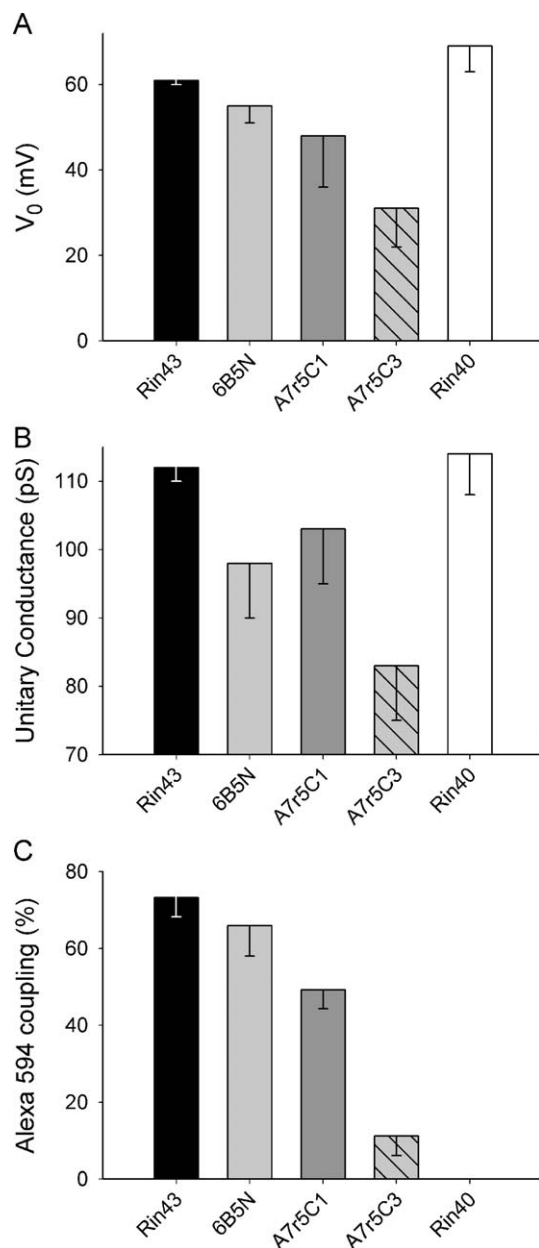 A
V0 (mV)
60
40
20
0
Rin43 6B5N A7r5C1 A7r5C3 Rin40
B
Unitary Conductance (pS)
110
100
90
80
70
Rin43 6B5N A7r5C1 A7r5C3 Rin40
C
Alexa 594 coupling (%)
80
60
40
20
0
Rin43 6B5N A7r5C1 A7r5C3 Rin40